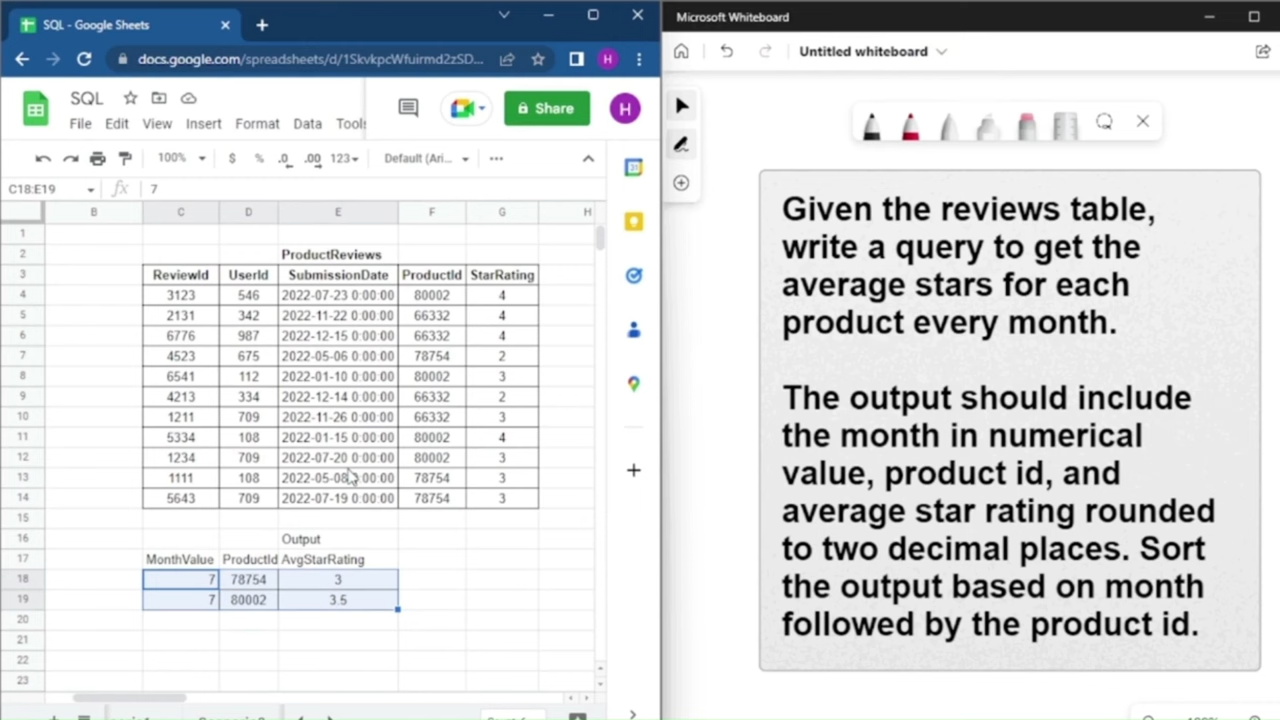 SQL - Google Sheets
docs.google.com/spreadsheets/d/1SkvkpcWfuirmd2zSD...
H
SQL
Share
H
File Edit View Insert Format Data Tools
100% $ % .0 .00 123 Default (Ari...
C18:E19 fx 7
B C D E F G H
1
2 ProductReviews
3 ReviewId UserId SubmissionDate ProductId StarRating
4 3123 546 2022-07-23 0:00:00 80002 4
5 2131 342 2022-11-22 0:00:00 66332 4
6 6776 987 2022-12-15 0:00:00 66332 4
7 4523 675 2022-05-06 0:00:00 78754 2
8 6541 112 2022-01-10 0:00:00 80002 3
9 4213 334 2022-12-14 0:00:00 66332 2
10 1211 709 2022-11-26 0:00:00 66332 3
11 5334 108 2022-01-15 0:00:00 80002 4
12 1234 709 2022-07-20 0:00:00 80002 3
13 1111 108 2022-05-08 0:00:00 78754 3
14 5643 709 2022-07-19 0:00:00 78754 3
15
16 Output
17 MonthValue ProductId AvgStarRating
18 7 78754 3
19 7 80002 3.5
20
21
22
23
Microsoft Whiteboard
Untitled whiteboard
Given the reviews table,
write a query to get the
average stars for each
product every month.
The output should include
the month in numerical
value, product id, and
average star rating rounded
to two decimal places. Sort
the output based on month
followed by the product id.